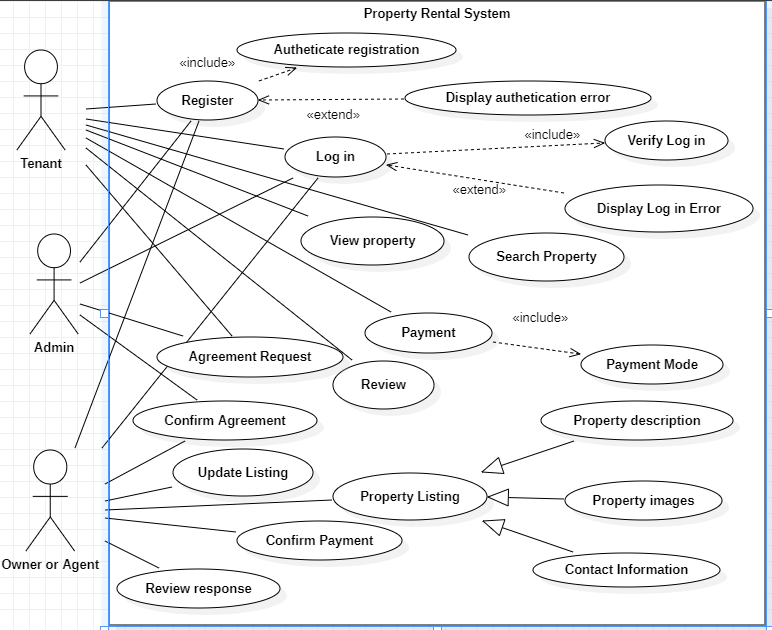 Property Rental System
Autheticate registration
«include»
Register
Display authetication error
«extend»
«include»
Verify Log in
Log in
Tenant
«extend»
Display Log in Error
View property
Search Property
«include»
Payment
Admin
Agreement Request
Payment Mode
Review
Confirm Agreement
Property description
Update Listing
Property Listing
Property images
Confirm Payment
Owner or Agent
Contact Information
Review response